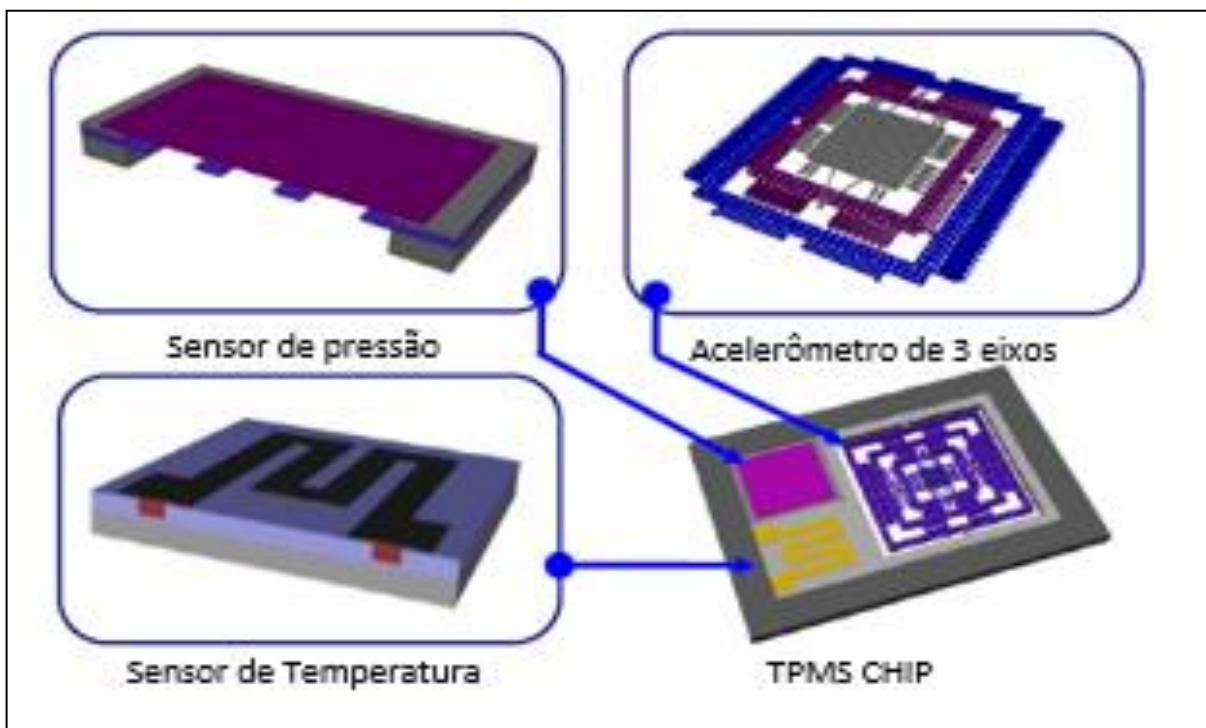 Sensor de pressão
Acelerômetro de 3 eixos
Sensor de Temperatura
TPMS CHIP